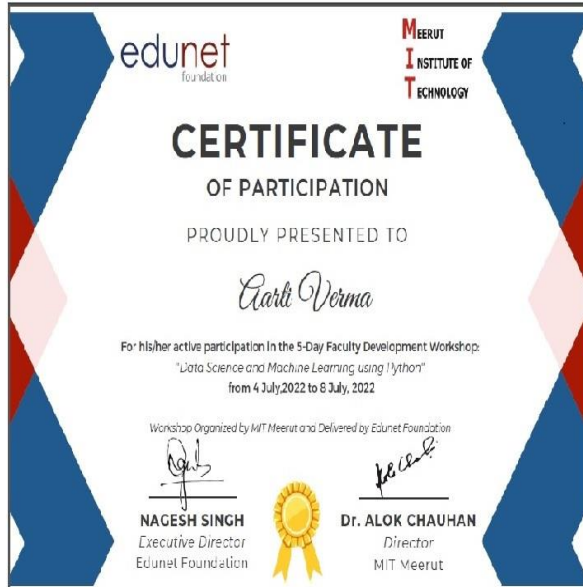 edunet
foundation
MEERUT
INSTITUTE OF
TECHNOLOGY
CERTIFICATE
OF PARTICIPATION
PROUDLY PRESENTED TO
Aarti Verma
For his/her active participation in the 5-Day Faculty Development Workshop:
"Data Science and Machine Learning using Python"
from 4 July,2022 to 8 July, 2022
Workshop Organized by MIT Meerut and Delivered by Edunet Foundation
NAGESH SINGH
Executive Director
Edunet Foundation
Dr. ALOK CHAUHAN
Director
MIT Meerut